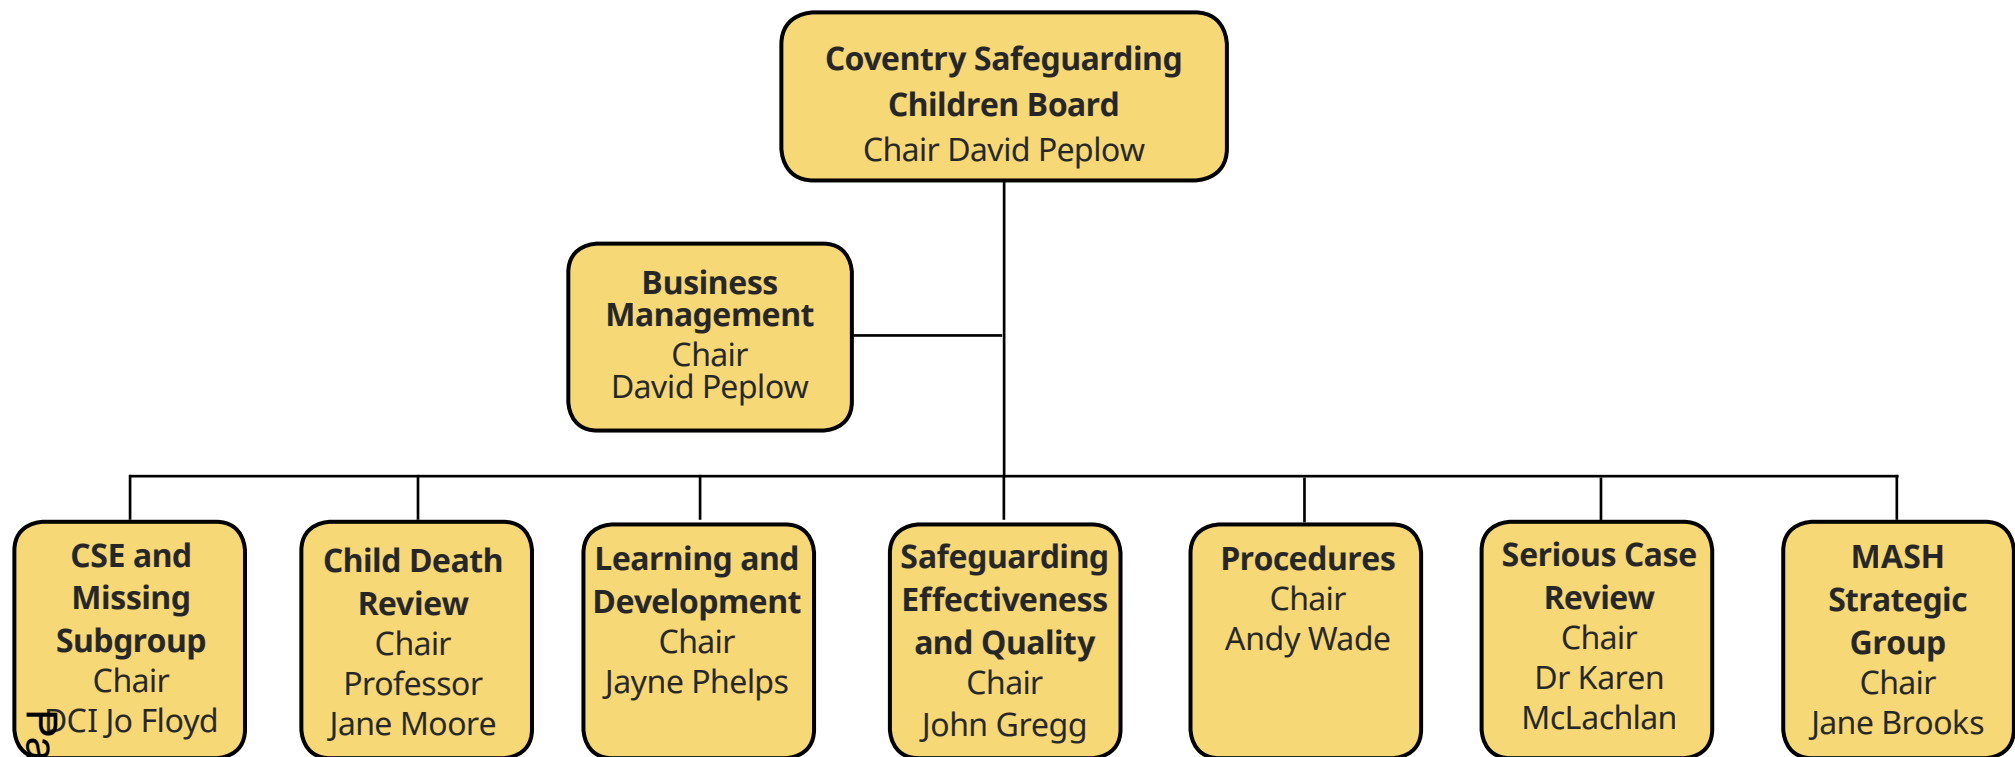 Coventry Safeguarding
Children Board
Chair David Peplow
Business
Management
Chair
David Peplow
CSE and
Missing
Subgroup
Chair
DCI Jo Floyd
Child Death
Review
Chair
Professor
Jane Moore
Learning and
Development
Chair
Jayne Phelps
Safeguarding
Effectiveness
and Quality
Chair
John Gregg
Procedures
Chair
Andy Wade
Serious Case
Review
Chair
Dr Karen
McLachlan
MASH
Strategic
Group
Chair
Jane Brooks
Pa